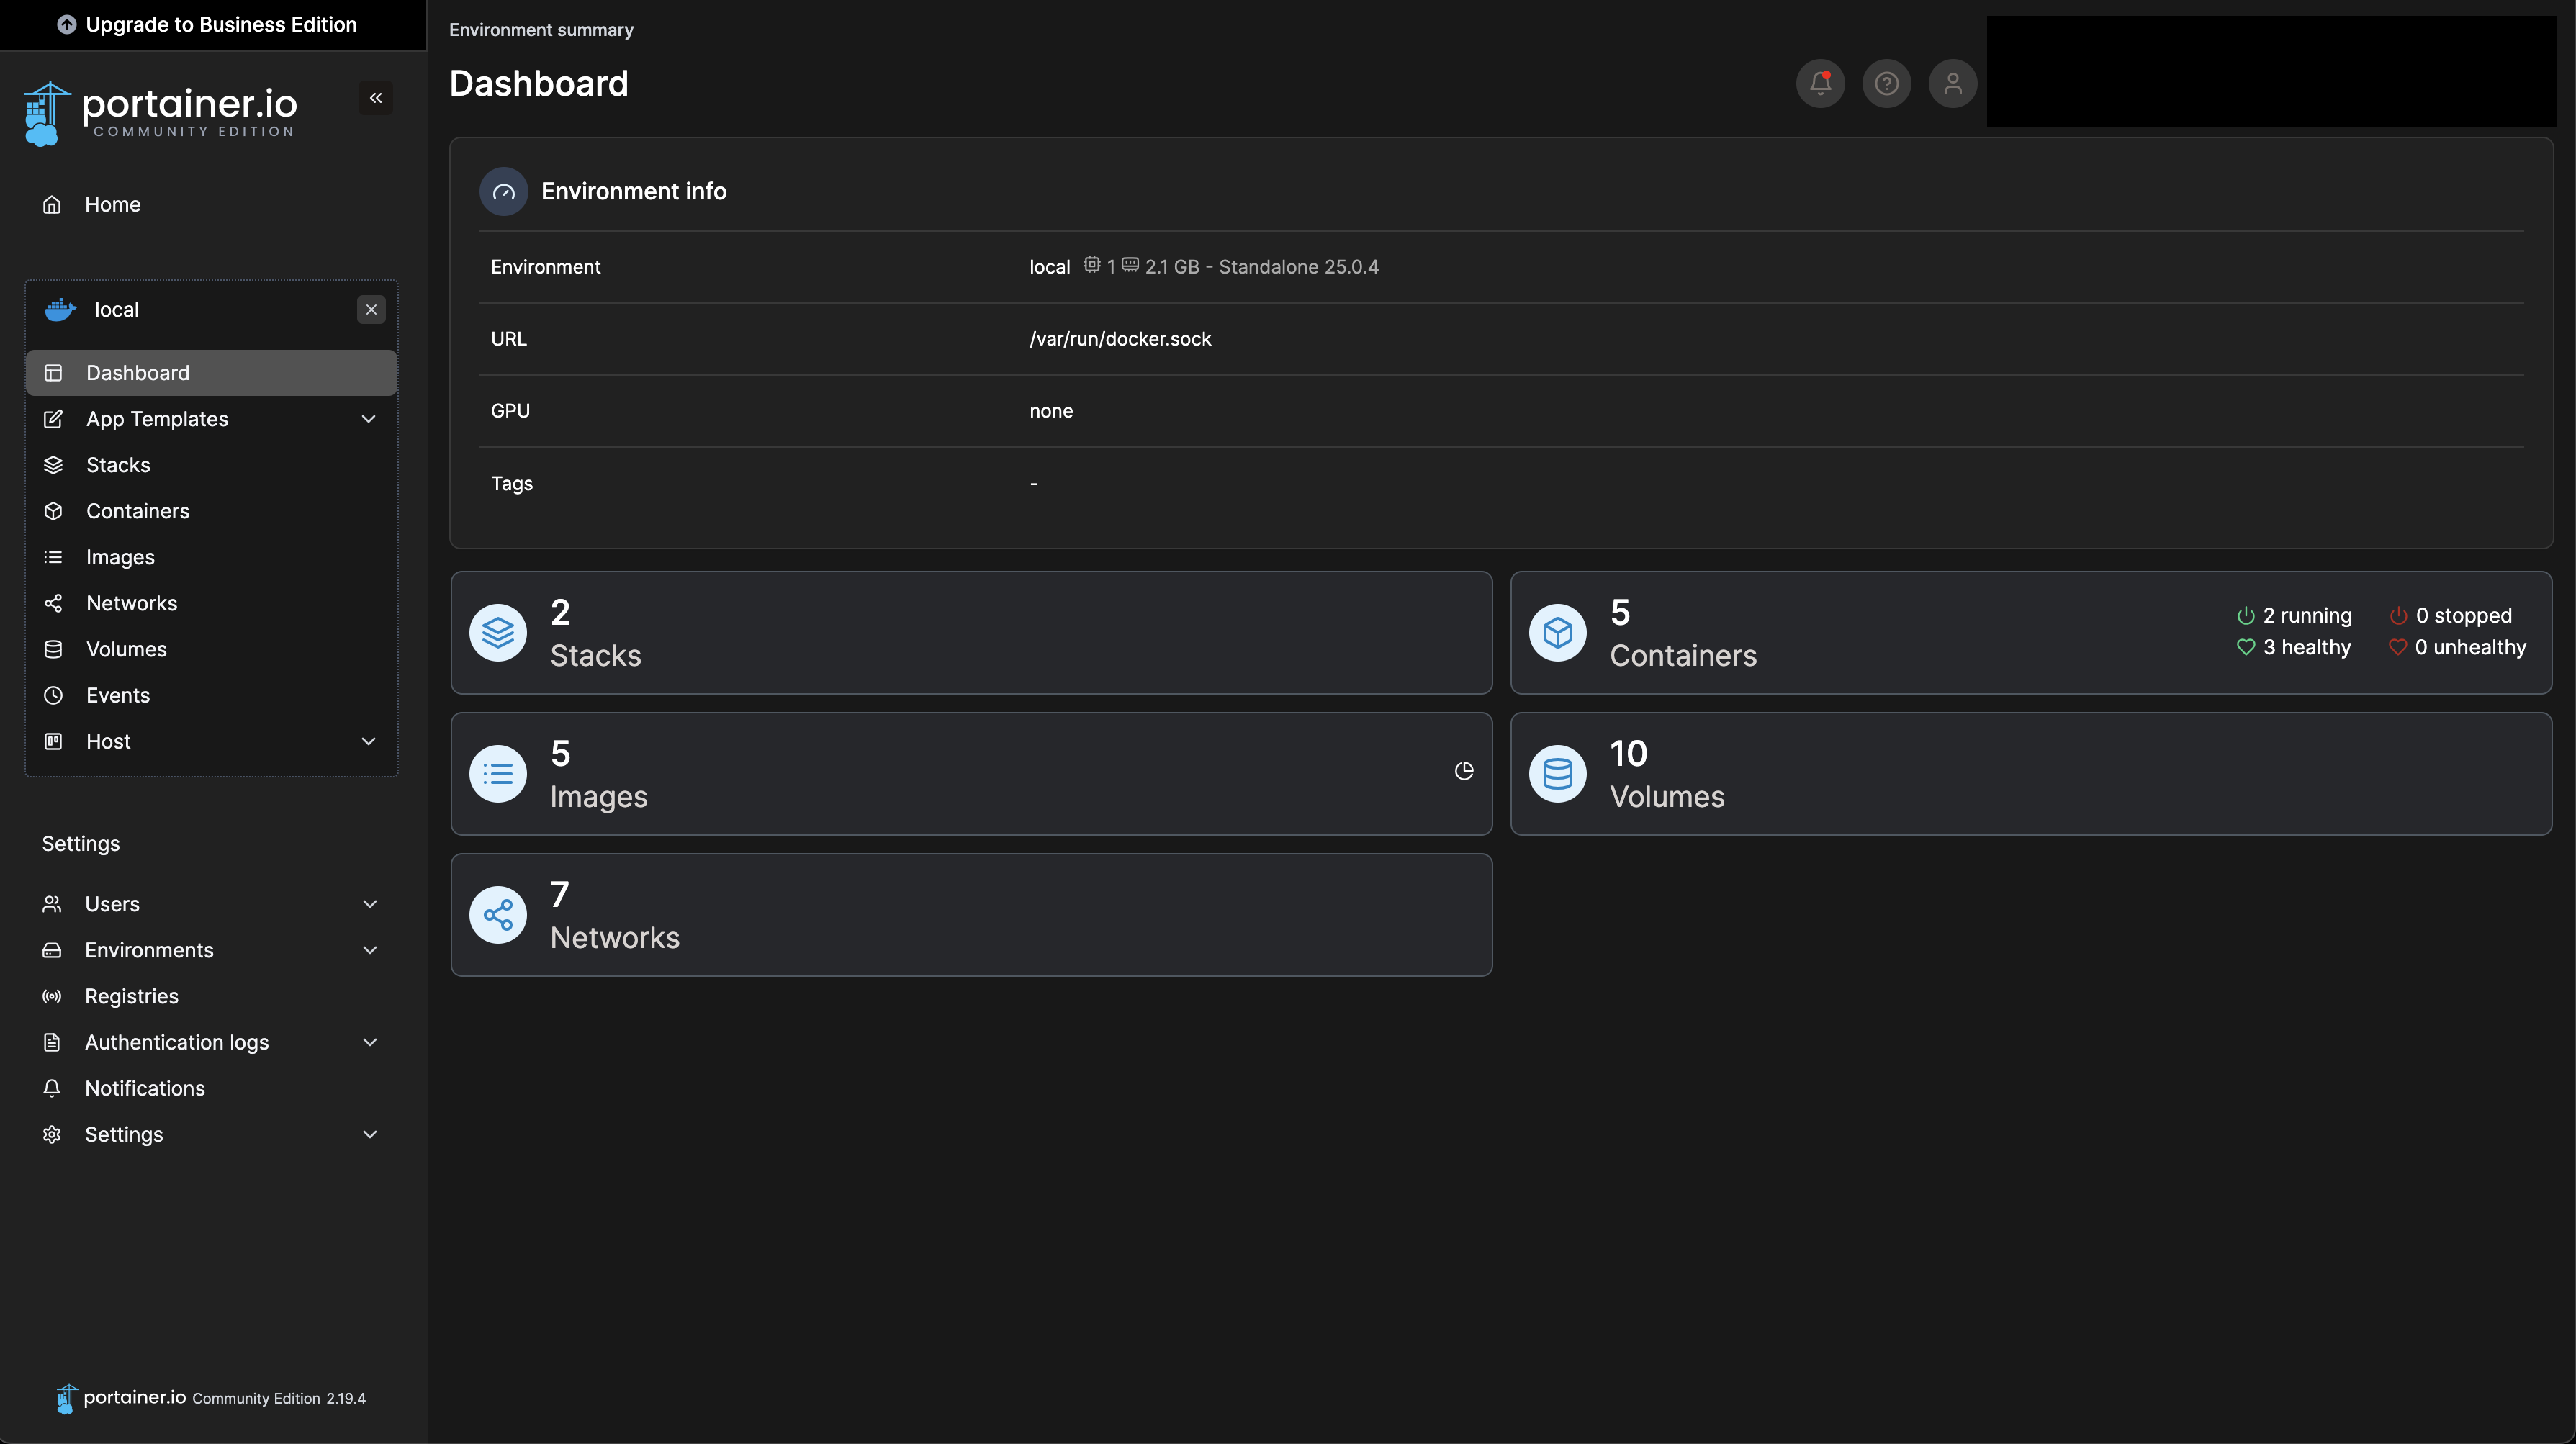 Upgrade to Business Edition
portainer.io
COMMUNITY EDITION
Home
local
Dashboard
App Templates
Stacks
Containers
Images
Networks
Volumes
Events
Host
Settings
Users
Environments
Registries
Authentication logs
Notifications
Settings
portainer.io Community Edition 2.19.4
Environment summary
Dashboard
Environment info
Environment local 1 2.1 GB - Standalone 25.0.4
URL /var/run/docker.sock
GPU none
Tags -
2
Stacks
5
Containers
2 running 0 stopped
3 healthy 0 unhealthy
5
Images
10
Volumes
7
Networks